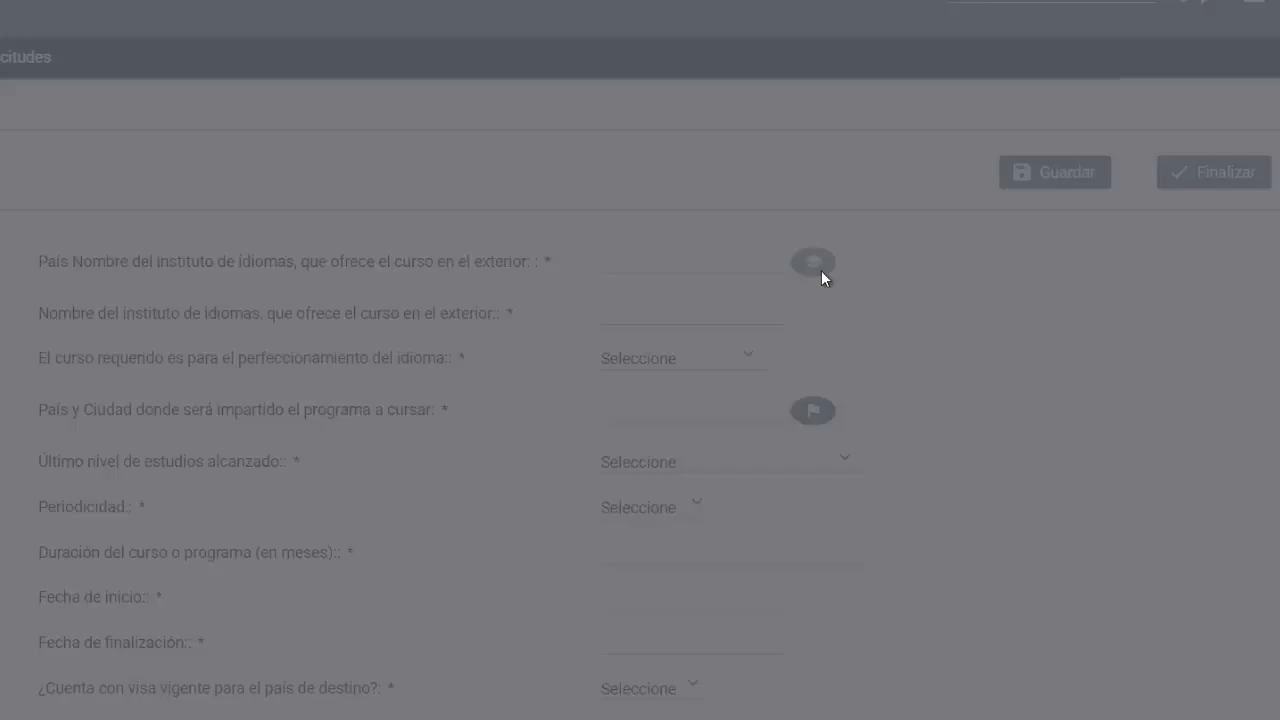 citudes
Guardar
Finalizar
País Nombre del instituto de idiomas, que ofrece el curso en el exterior: : *
Nombre del instituto de idiomas, que ofrece el curso en el exterior:: *
El curso requerido es para el perfeccionamiento del idioma:: *
Seleccione
País y Ciudad donde será impartido el programa a cursar: *
Último nivel de estudios alcanzado:: *
Seleccione
Periodicidad:: *
Seleccione
Duración del curso o programa (en meses):: *
Fecha de inicio:: *
Fecha de finalización:: *
¿Cuenta con visa vigente para el país de destino?: *
Seleccione